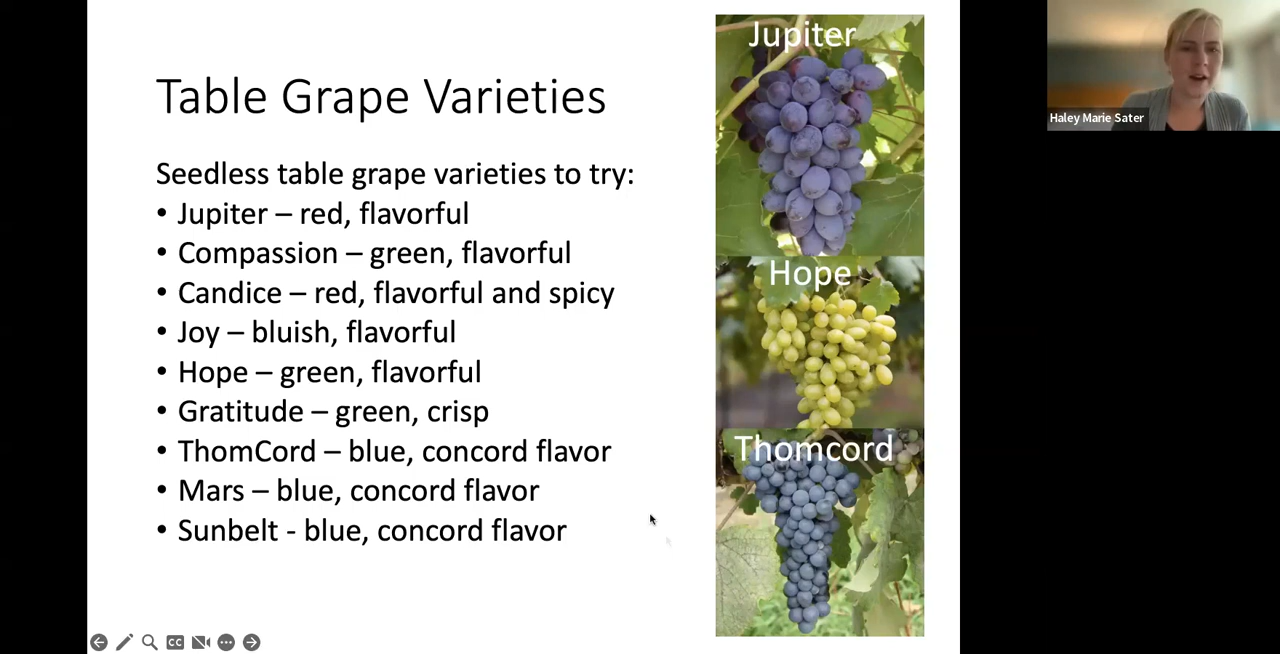 Table Grape Varieties
Seedless table grape varieties to try:
• Jupiter – red, flavorful
• Compassion – green, flavorful
• Candice – red, flavorful and spicy
• Joy – bluish, flavorful
• Hope – green, flavorful
• Gratitude – green, crisp
• ThomCord – blue, concord flavor
• Mars – blue, concord flavor
• Sunbelt - blue, concord flavor
Jupiter
Hope
Thomcord
Haley Marie Sater
CC